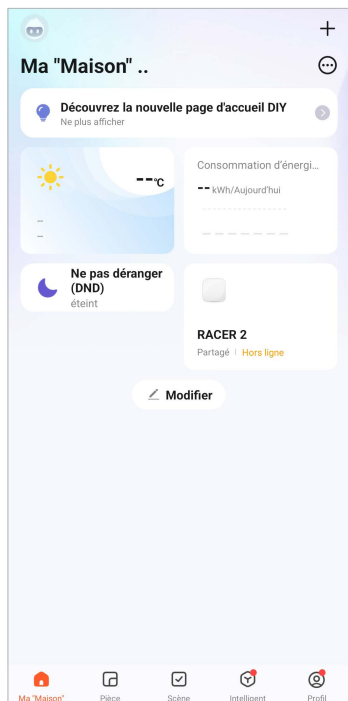 Ma "Maison" ..
Découvrez la nouvelle page d'accueil DIY
Ne plus afficher
--°C
--
--
Consommation d'énergi...
-- kWh/Aujourd'hui
Ne pas déranger
(DND)
éteint
RACER 2
Partagé | Hors ligne
Modifier
Ma "Maison"
Pièce
Scène
Intelligent
Profil